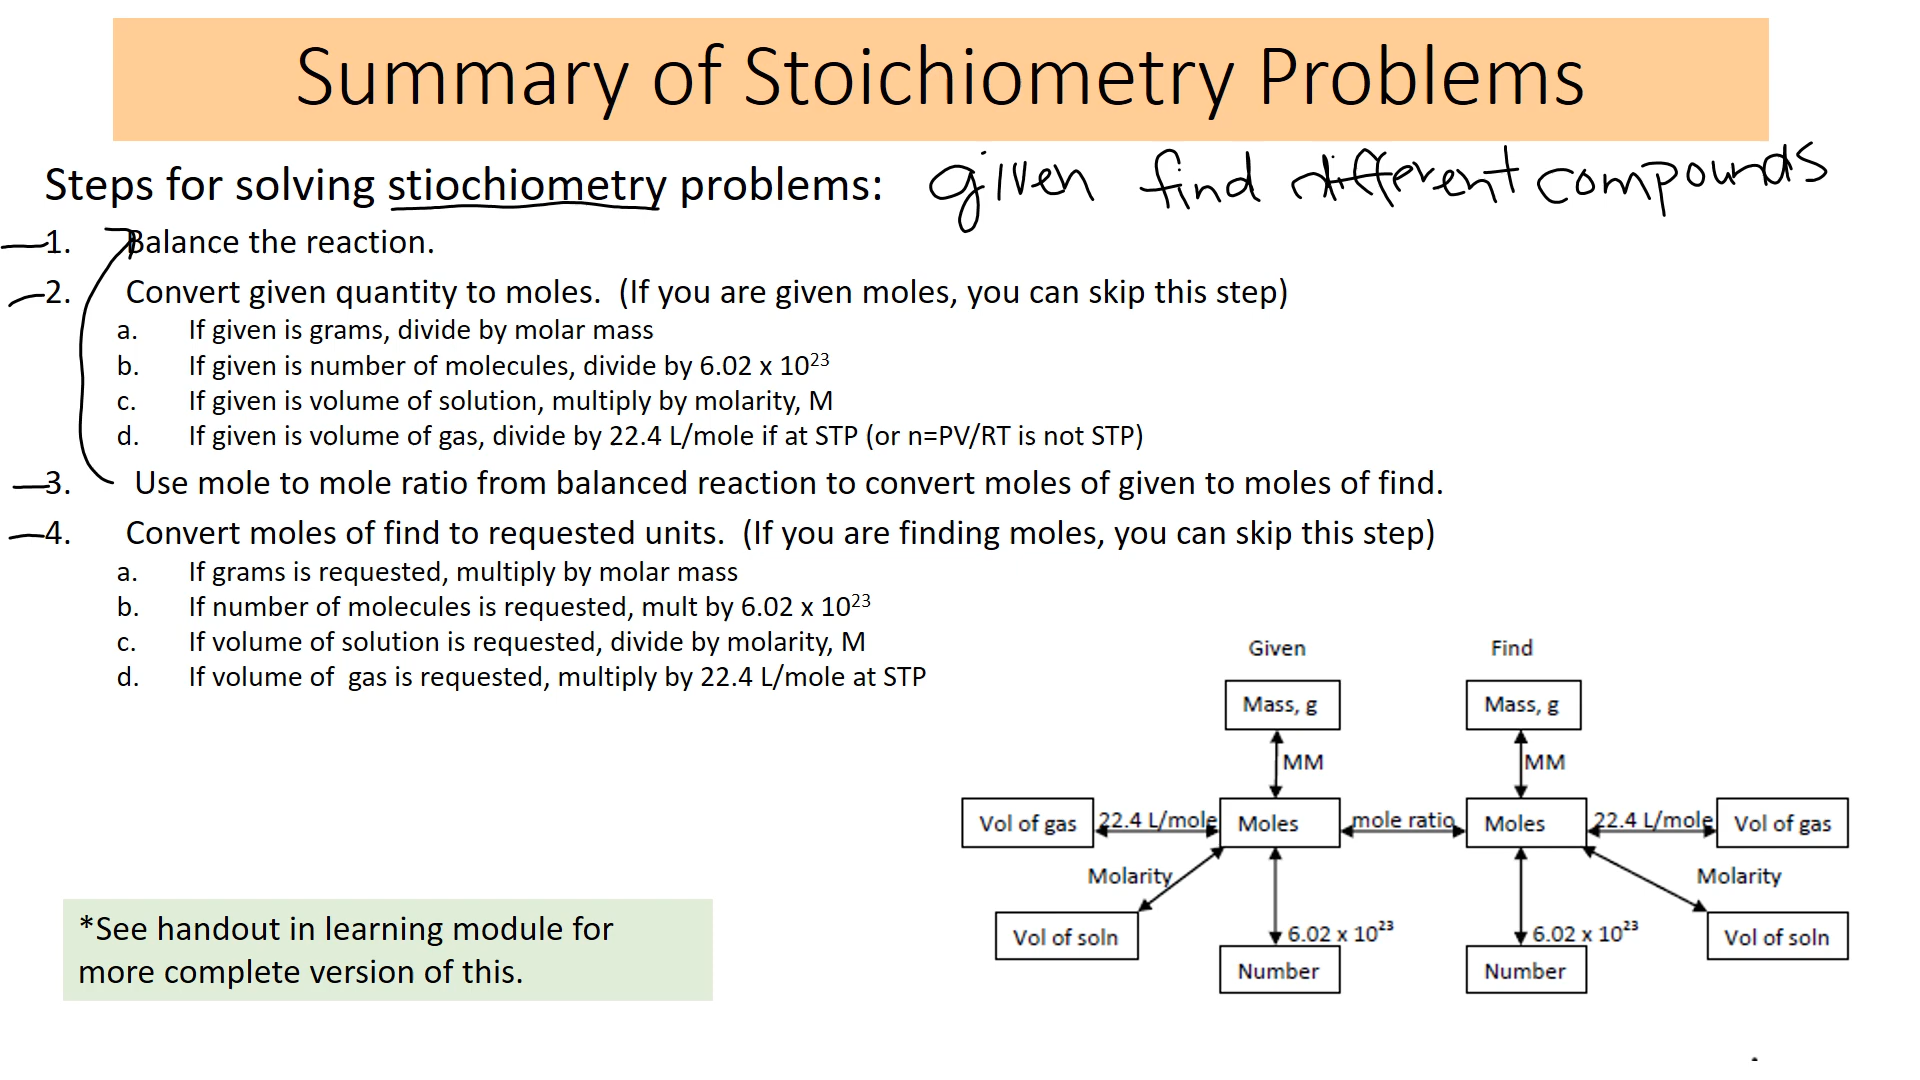 Summary of Stoichiometry Problems
Steps for solving stiochiometry problems: given find different compounds
1. Balance the reaction.
2. Convert given quantity to moles. (If you are given moles, you can skip this step)
a. If given is grams, divide by molar mass
b. If given is number of molecules, divide by 6.02 x 10²³
c. If given is volume of solution, multiply by molarity, M
d. If given is volume of gas, divide by 22.4 L/mole if at STP (or n=PV/RT is not STP)
3. Use mole to mole ratio from balanced reaction to convert moles of given to moles of find.
4. Convert moles of find to requested units. (If you are finding moles, you can skip this step)
a. If grams is requested, multiply by molar mass
b. If number of molecules is requested, mult by 6.02 x 10²³
c. If volume of solution is requested, divide by molarity, M
d. If volume of gas is requested, multiply by 22.4 L/mole at STP
Given Find
Mass, g Mass, g
MM MM
Vol of gas 22.4 L/mole Moles mole ratio Moles 22.4 L/mole Vol of gas
Molarity Molarity
Vol of soln 6.02 x 10²³ 6.02 x 10²³ Vol of soln
Number Number
*See handout in learning module for
more complete version of this.